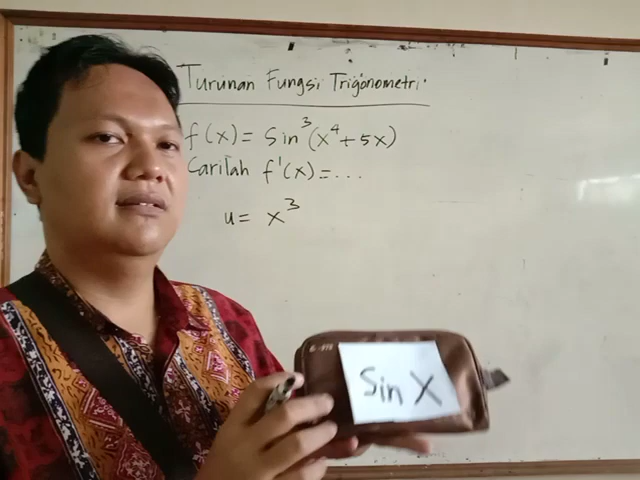 Turunan Fungsi Trigonometri.
f(x) = Sin³(x⁴+5x)
Carilah f'(x) = ...
u = x³
Sin X